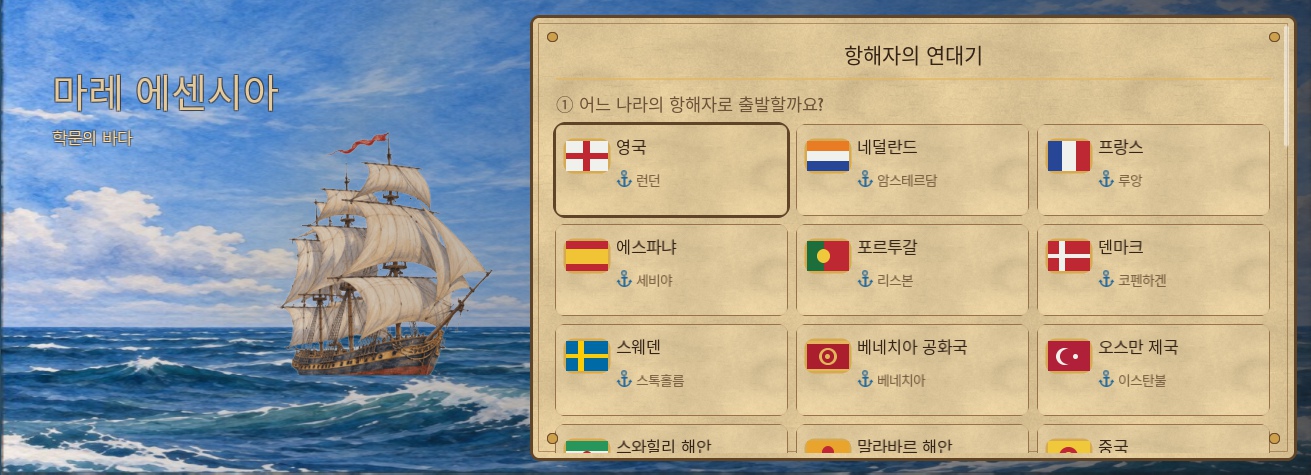 마레 에센시아
학문의 바다
항해자의 연대기
① 어느 나라의 항해자로 출발할까요?
영국
런던
네덜란드
암스테르담
프랑스
루앙
에스파냐
세비야
포르투갈
리스본
덴마크
코펜하겐
스웨덴
스톡홀름
베네치아 공화국
베네치아
오스만 제국
이스탄불
스와힐리 해안
말라바르 해안
중국